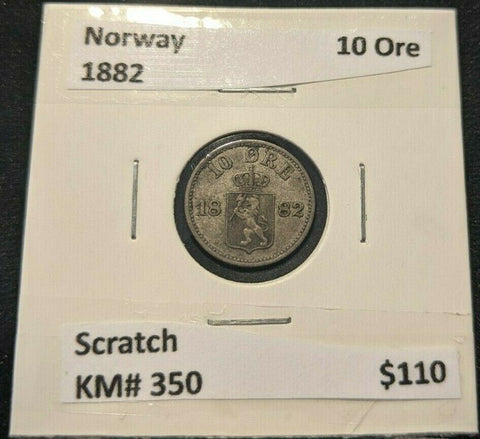 Norway 10 Ore
1882
10 ØRE
18 82
Scratch
KM# 350 $110